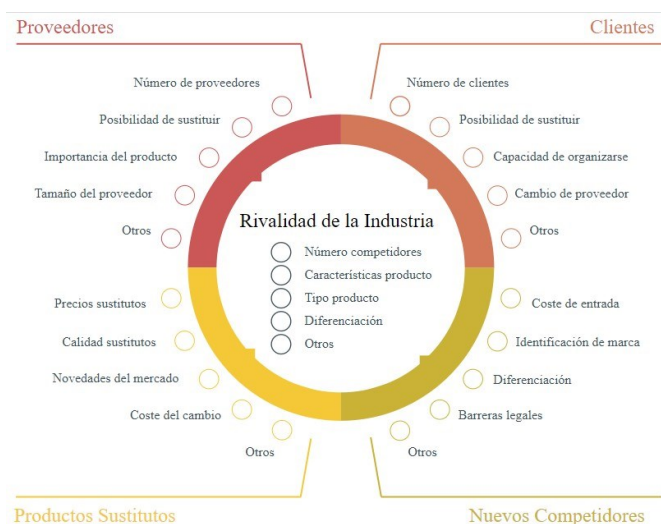 Proveedores
Clientes
Número de proveedores
Posibilidad de sustituir
Importancia del producto
Tamaño del proveedor
Otros
Número de clientes
Posibilidad de sustituir
Capacidad de organizarse
Cambio de proveedor
Otros
Rivalidad de la Industria
Número competidores
Características producto
Tipo producto
Diferenciación
Otros
Precios sustitutos
Calidad sustitutos
Novedades del mercado
Coste del cambio
Otros
Coste de entrada
Identificación de marca
Diferenciación
Barreras legales
Otros
Productos Sustitutos
Nuevos Competidores